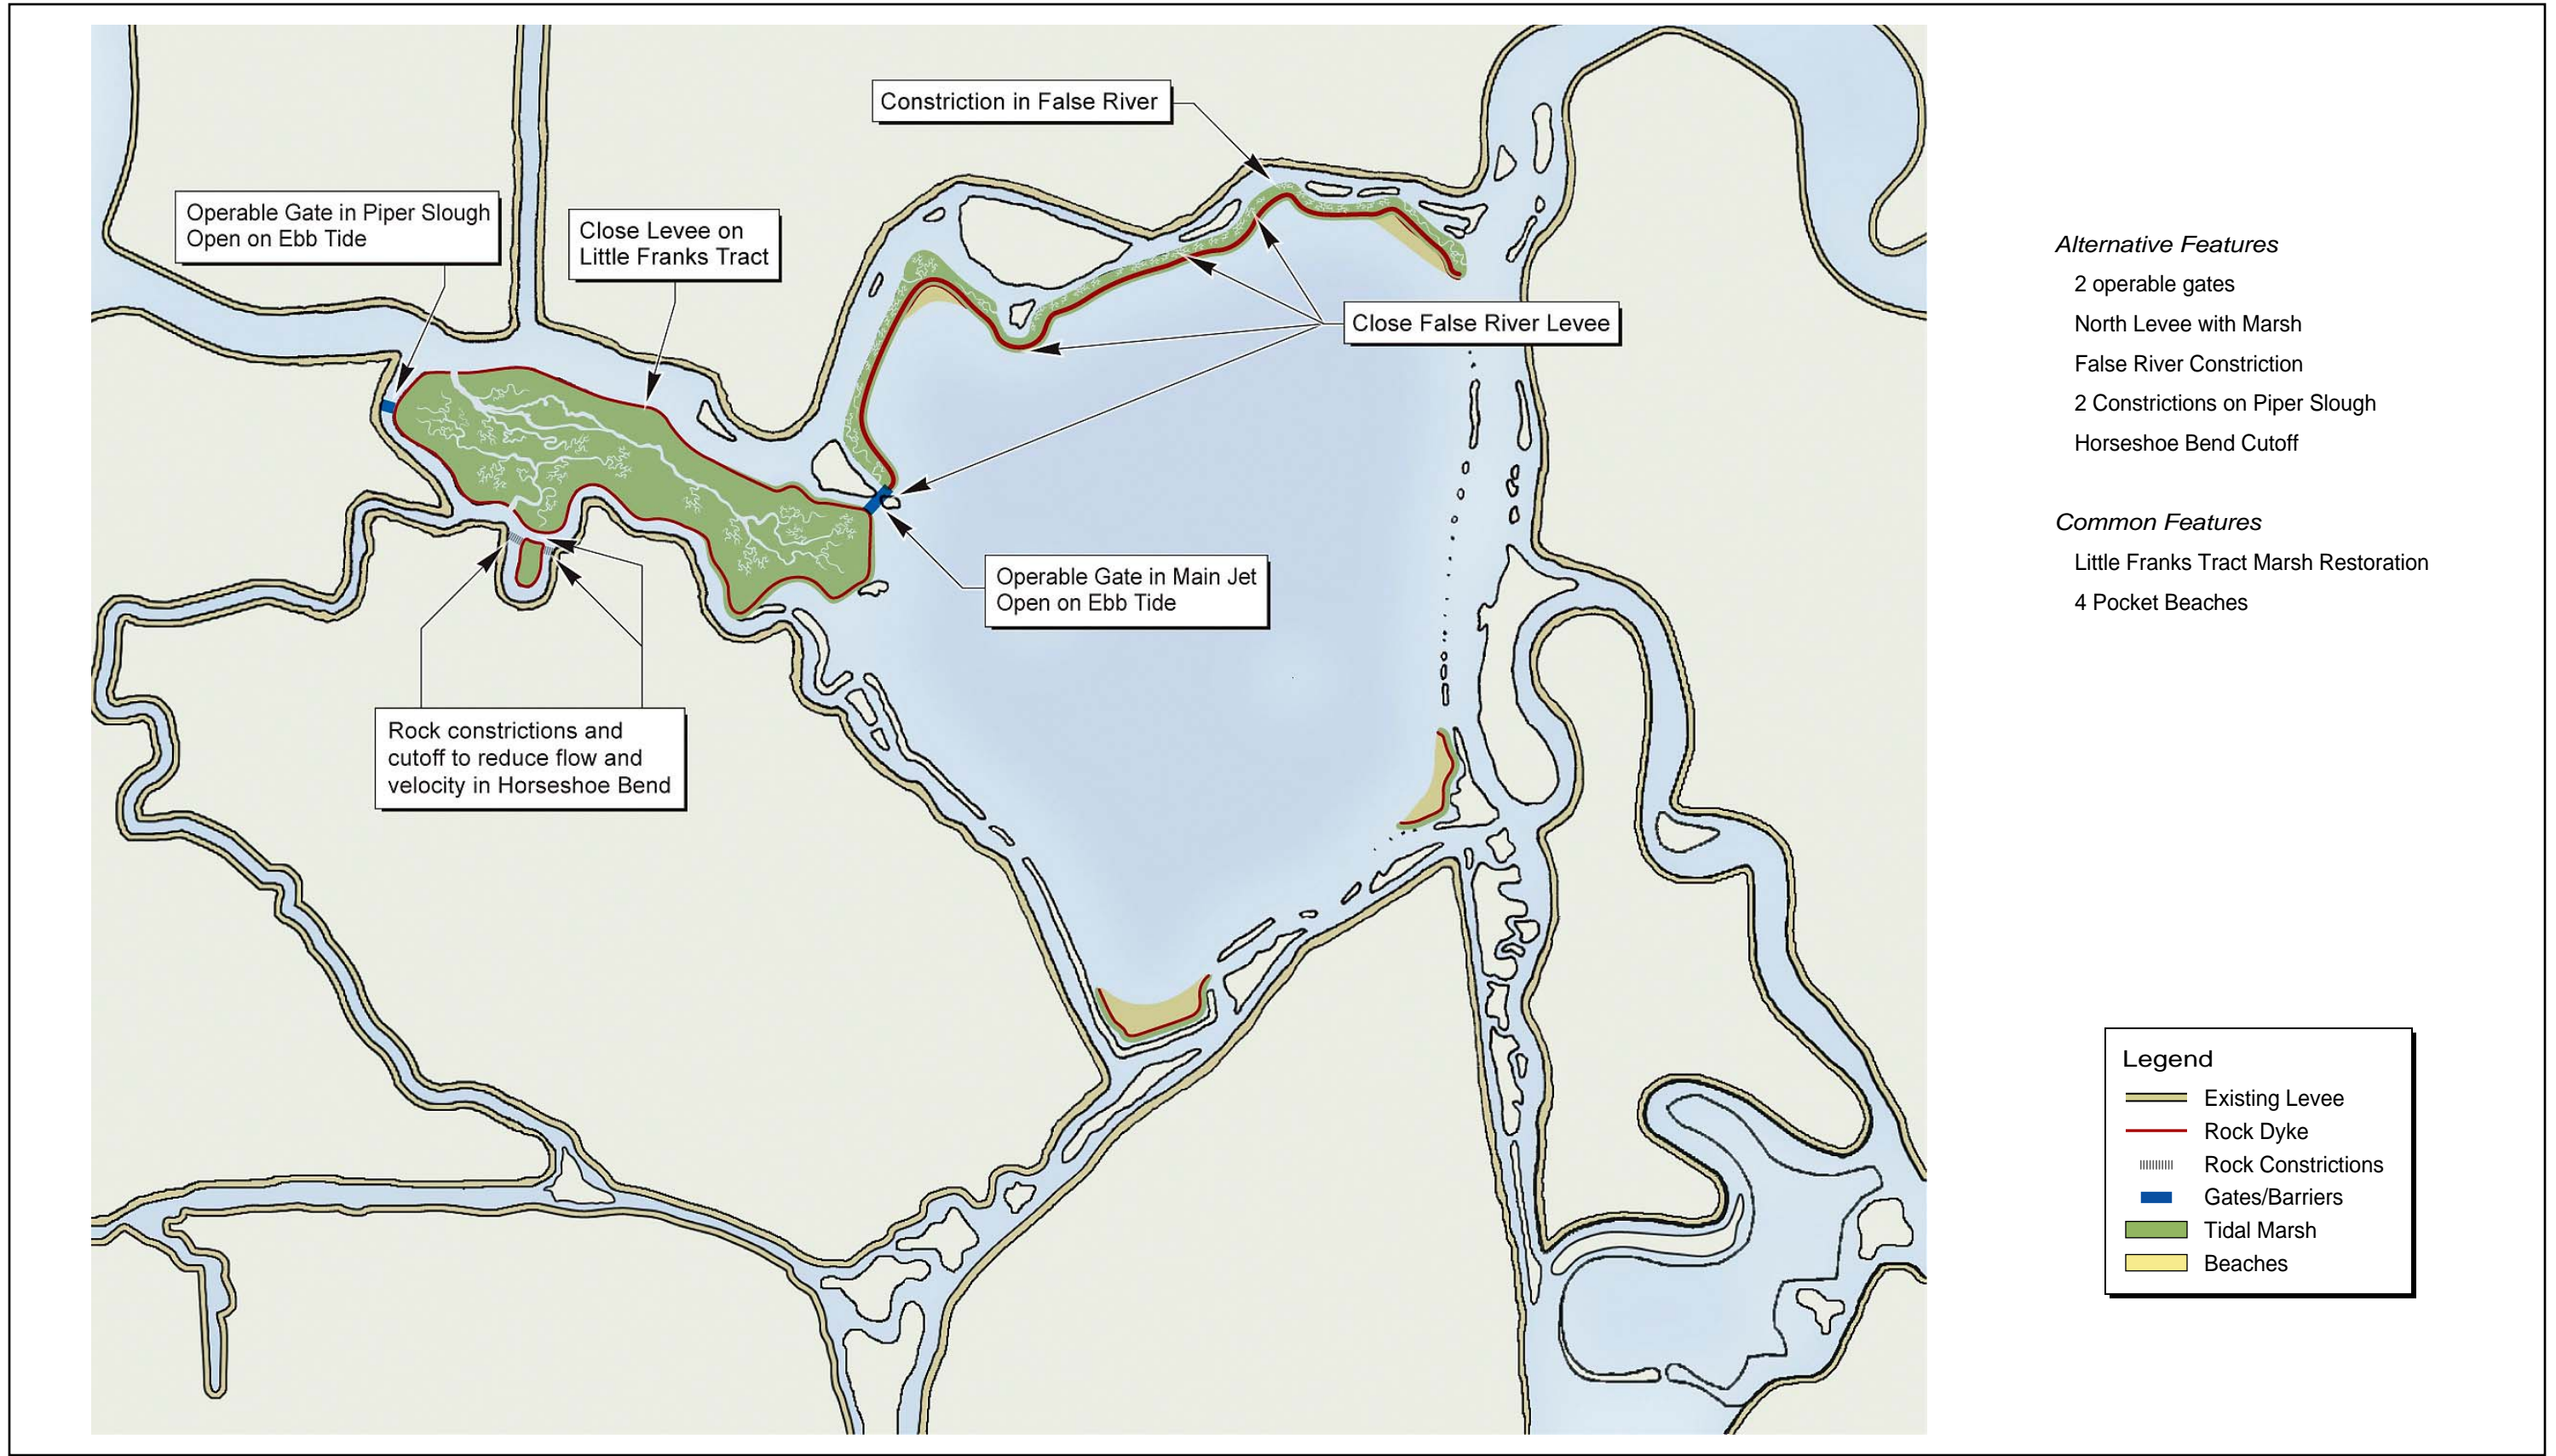 Constriction in False River
Operable Gate in Piper Slough
Open on Ebb Tide
Close Levee on
Little Franks Tract
Close False River Levee
Operable Gate in Main Jet
Open on Ebb Tide
Rock constrictions and
cutoff to reduce flow and
velocity in Horseshoe Bend
Alternative Features
2 operable gates
North Levee with Marsh
False River Constriction
2 Constrictions on Piper Slough
Horseshoe Bend Cutoff
Common Features
Little Franks Tract Marsh Restoration
4 Pocket Beaches
Legend
Existing Levee
Rock Dyke
Rock Constrictions
Gates/Barriers
Tidal Marsh
Beaches